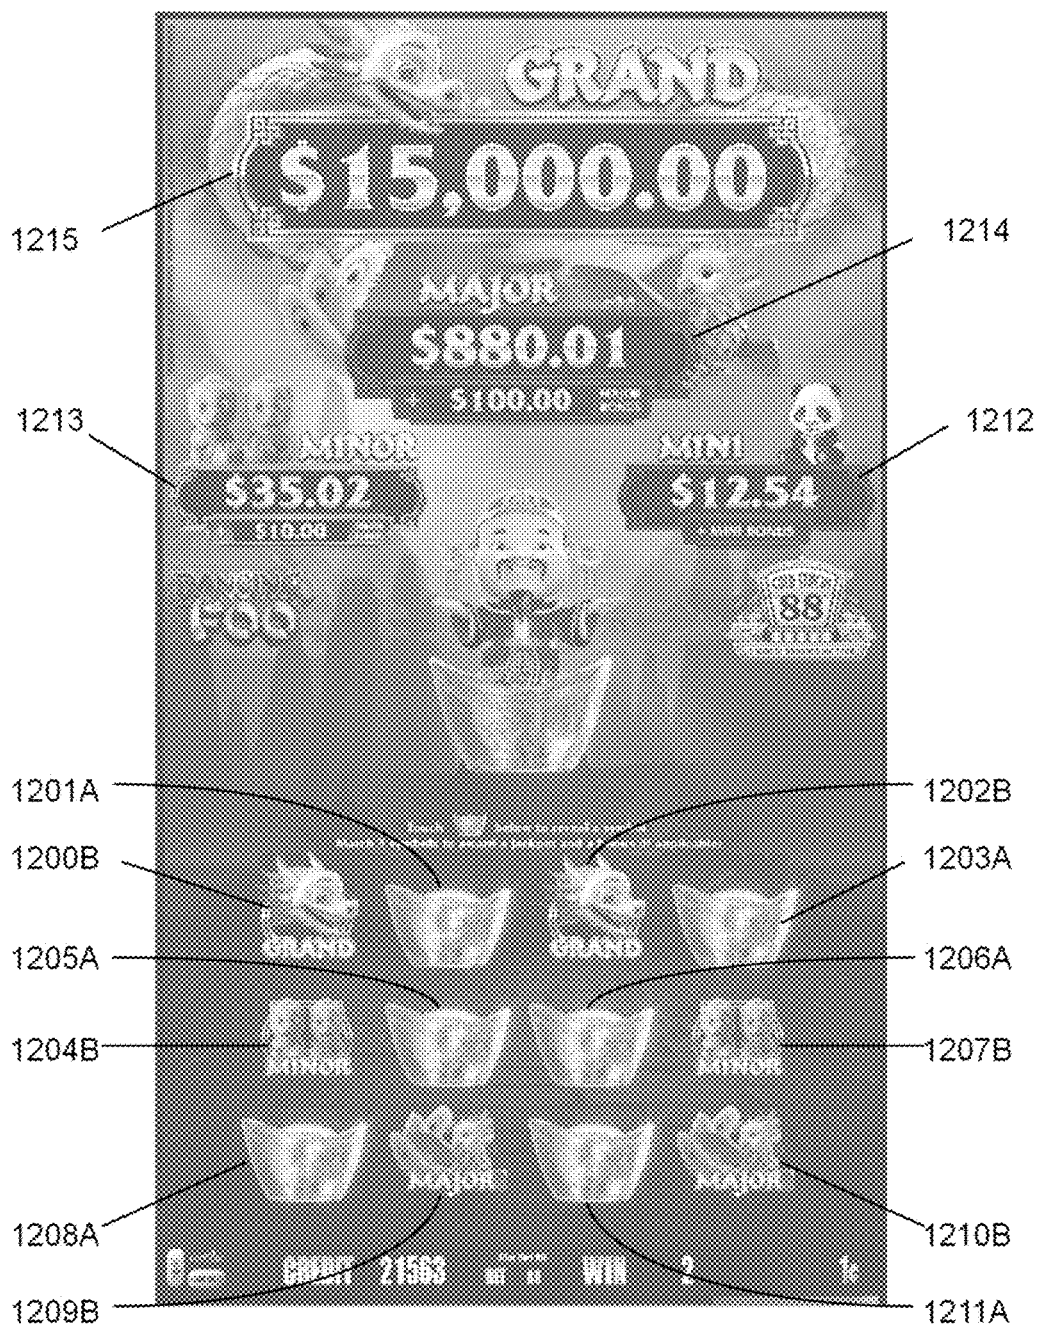 GRAND
$15,000.00
1215
1214
MAJOR
$880.01
$100.00
1213
1212
MINOR
MINI
$35.02
$12.54
$10.00
FOO
88
1201A
1202B
1200B
1203A
GRAND
GRAND
1205A
1206A
1204B
1207B
MINOR
MINOR
MAJOR
MAJOR
1208A
1210B
CREDIT 21563 WIN 2 1¢
1209B
1211A